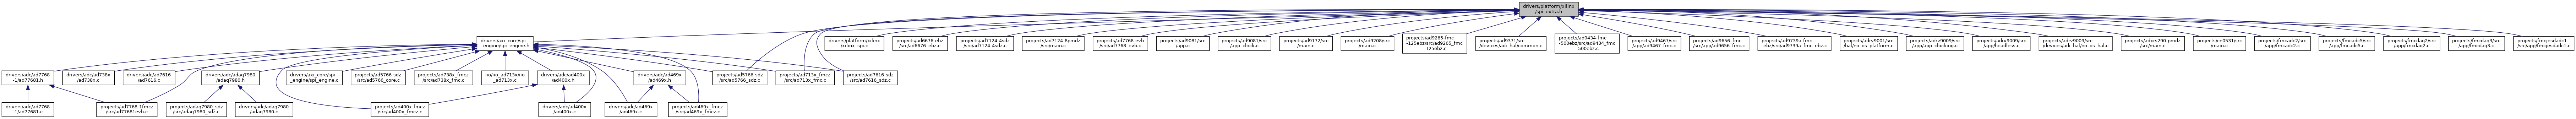 drivers/platform/xilinx
/spi_extra.h
drivers/axi_core/spi
_engine/spi_engine.h
drivers/platform/xilinx
/xilinx_spi.c
projects/ad6676-ebz
/src/ad6676_ebz.c
projects/ad7124-4sdz
/src/ad7124-4sdz.c
projects/ad7124-8pmdz
/src/main.c
projects/ad7768-evb
/src/ad7768_evb.c
projects/ad9081/src
/app.c
projects/ad9081/src
/app_clock.c
projects/ad9172/src
/main.c
projects/ad9208/src
/main.c
projects/ad9265-fmc
-125ebz/src/ad9265_fmc
_125ebz.c
projects/ad9371/src
/devices/adi_hal/common.c
projects/ad9434-fmc
-500ebz/src/ad9434_fmc
_500ebz.c
projects/ad9467/src
/app/ad9467_fmc.c
projects/ad9656_fmc
/src/app/ad9656_fmc.c
projects/ad9739a-fmc
-ebz/src/ad9739a_fmc_ebz.c
projects/adrv9001/src
/hal/no_os_platform.c
projects/adrv9009/src
/app/app_clocking.c
projects/adrv9009/src
/app/headless.c
projects/adrv9009/src
/devices/adi_hal/no_os_hal.c
projects/adxrs290-pmdz
/src/main.c
projects/cn0531/src
/main.c
projects/fmcadc2/src
/app/fmcadc2.c
projects/fmcadc5/src
/app/fmcadc5.c
projects/fmcdaq2/src
/app/fmcdaq2.c
projects/fmcdaq3/src
/app/fmcdaq3.c
projects/fmcjesdadc1
/src/app/fmcjesdadc1.c
drivers/adc/ad7768
-1/ad77681.h
drivers/adc/ad738x
/ad738x.c
drivers/adc/ad7616
/ad7616.c
drivers/adc/adaq7980
/adaq7980.h
drivers/axi_core/spi
_engine/spi_engine.c
projects/ad5766-sdz
/src/ad5766_core.c
projects/ad738x_fmcz
/src/ad738x_fmc.c
iio/iio_ad713x/iio
_ad713x.c
drivers/adc/ad400x
/ad400x.h
drivers/adc/ad469x
/ad469x.h
projects/ad5766-sdz
/src/ad5766_sdz.c
projects/ad713x_fmcz
/src/ad713x_fmc.c
projects/ad7616-sdz
/src/ad7616_sdz.c
drivers/adc/ad7768
-1/ad77681.c
projects/ad7768-1fmcz
/src/ad77681evb.c
projects/adaq7980_sdz
/src/adaq7980_sdz.c
drivers/adc/adaq7980
/adaq7980.c
projects/ad400x-fmcz
/src/ad400x_fmcz.c
drivers/adc/ad400x
/ad400x.c
drivers/adc/ad469x
/ad469x.c
projects/ad469x_fmcz
/src/ad469x_fmcz.c